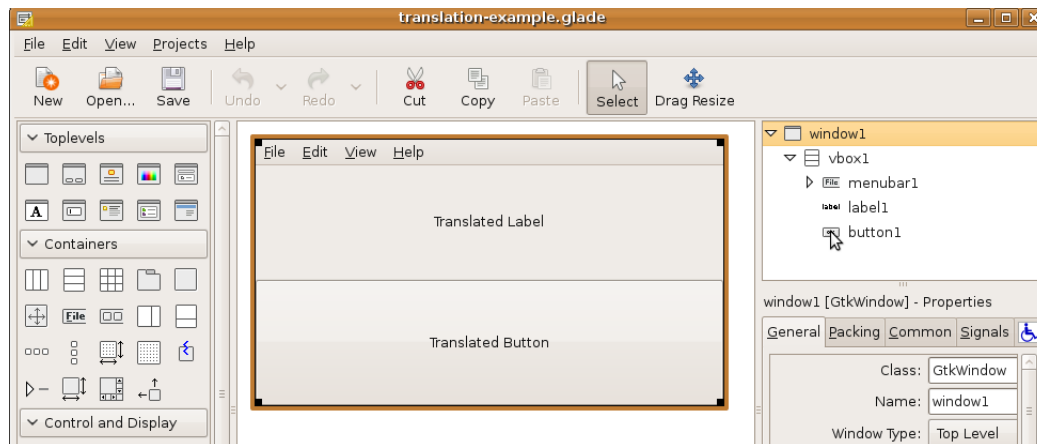 translation-example.glade
File Edit View Projects Help
New Open... Save Undo Redo Cut Copy Paste Select Drag Resize
Toplevels
Containers
File
Control and Display
File Edit View Help
Translated Label
Translated Button
window1
vbox1
File menubar1
label label1
button1
window1 [GtkWindow] - Properties
General Packing Common Signals
Class: GtkWindow
Name: window1
Window Type: Top Level